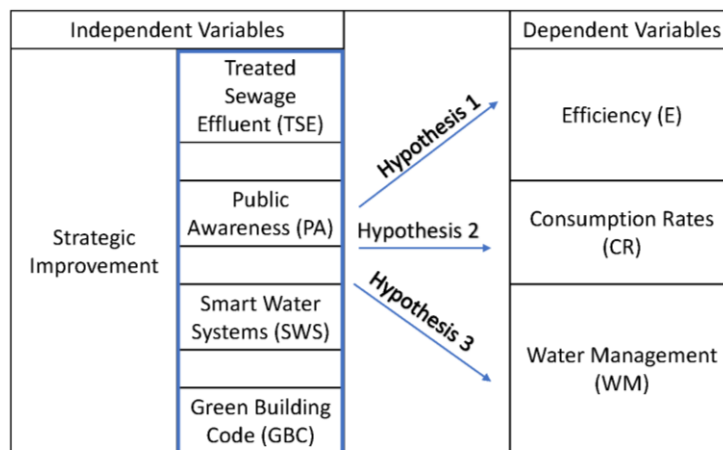 Independent Variables
Dependent Variables
Strategic
Improvement
Treated
Sewage
Effluent (TSE)
Public
Awareness (PA)
Smart Water
Systems (SWS)
Green Building
Code (GBC)
Hypothesis 1
Hypothesis 2
Hypothesis 3
Efficiency (E)
Consumption Rates
(CR)
Water Management
(WM)